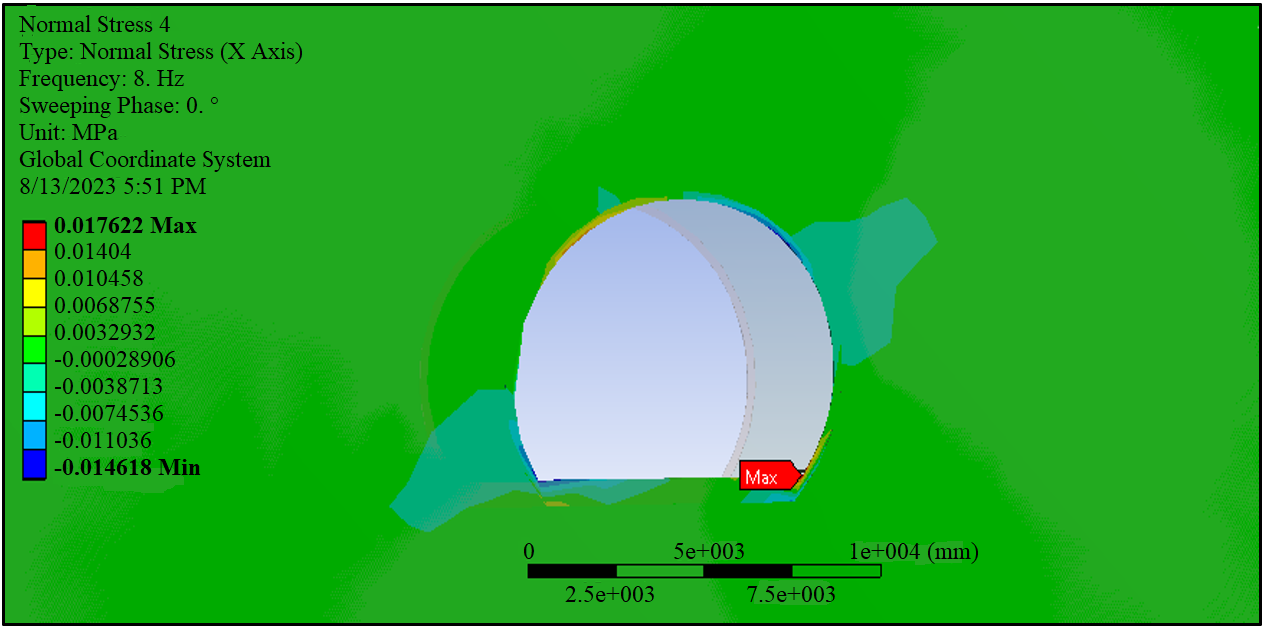 Normal Stress 4
Type: Normal Stress (X Axis)
Frequency: 8. Hz
Sweeping Phase: 0. °
Unit: MPa
Global Coordinate System
8/13/2023 5:51 PM
0.017622 Max
0.01404
0.010458
0.0068755
0.0032932
-0.00028906
-0.0038713
-0.0074536
-0.011036
-0.014618 Min
Max
0 5e+003 1e+004 (mm)
2.5e+003 7.5e+003